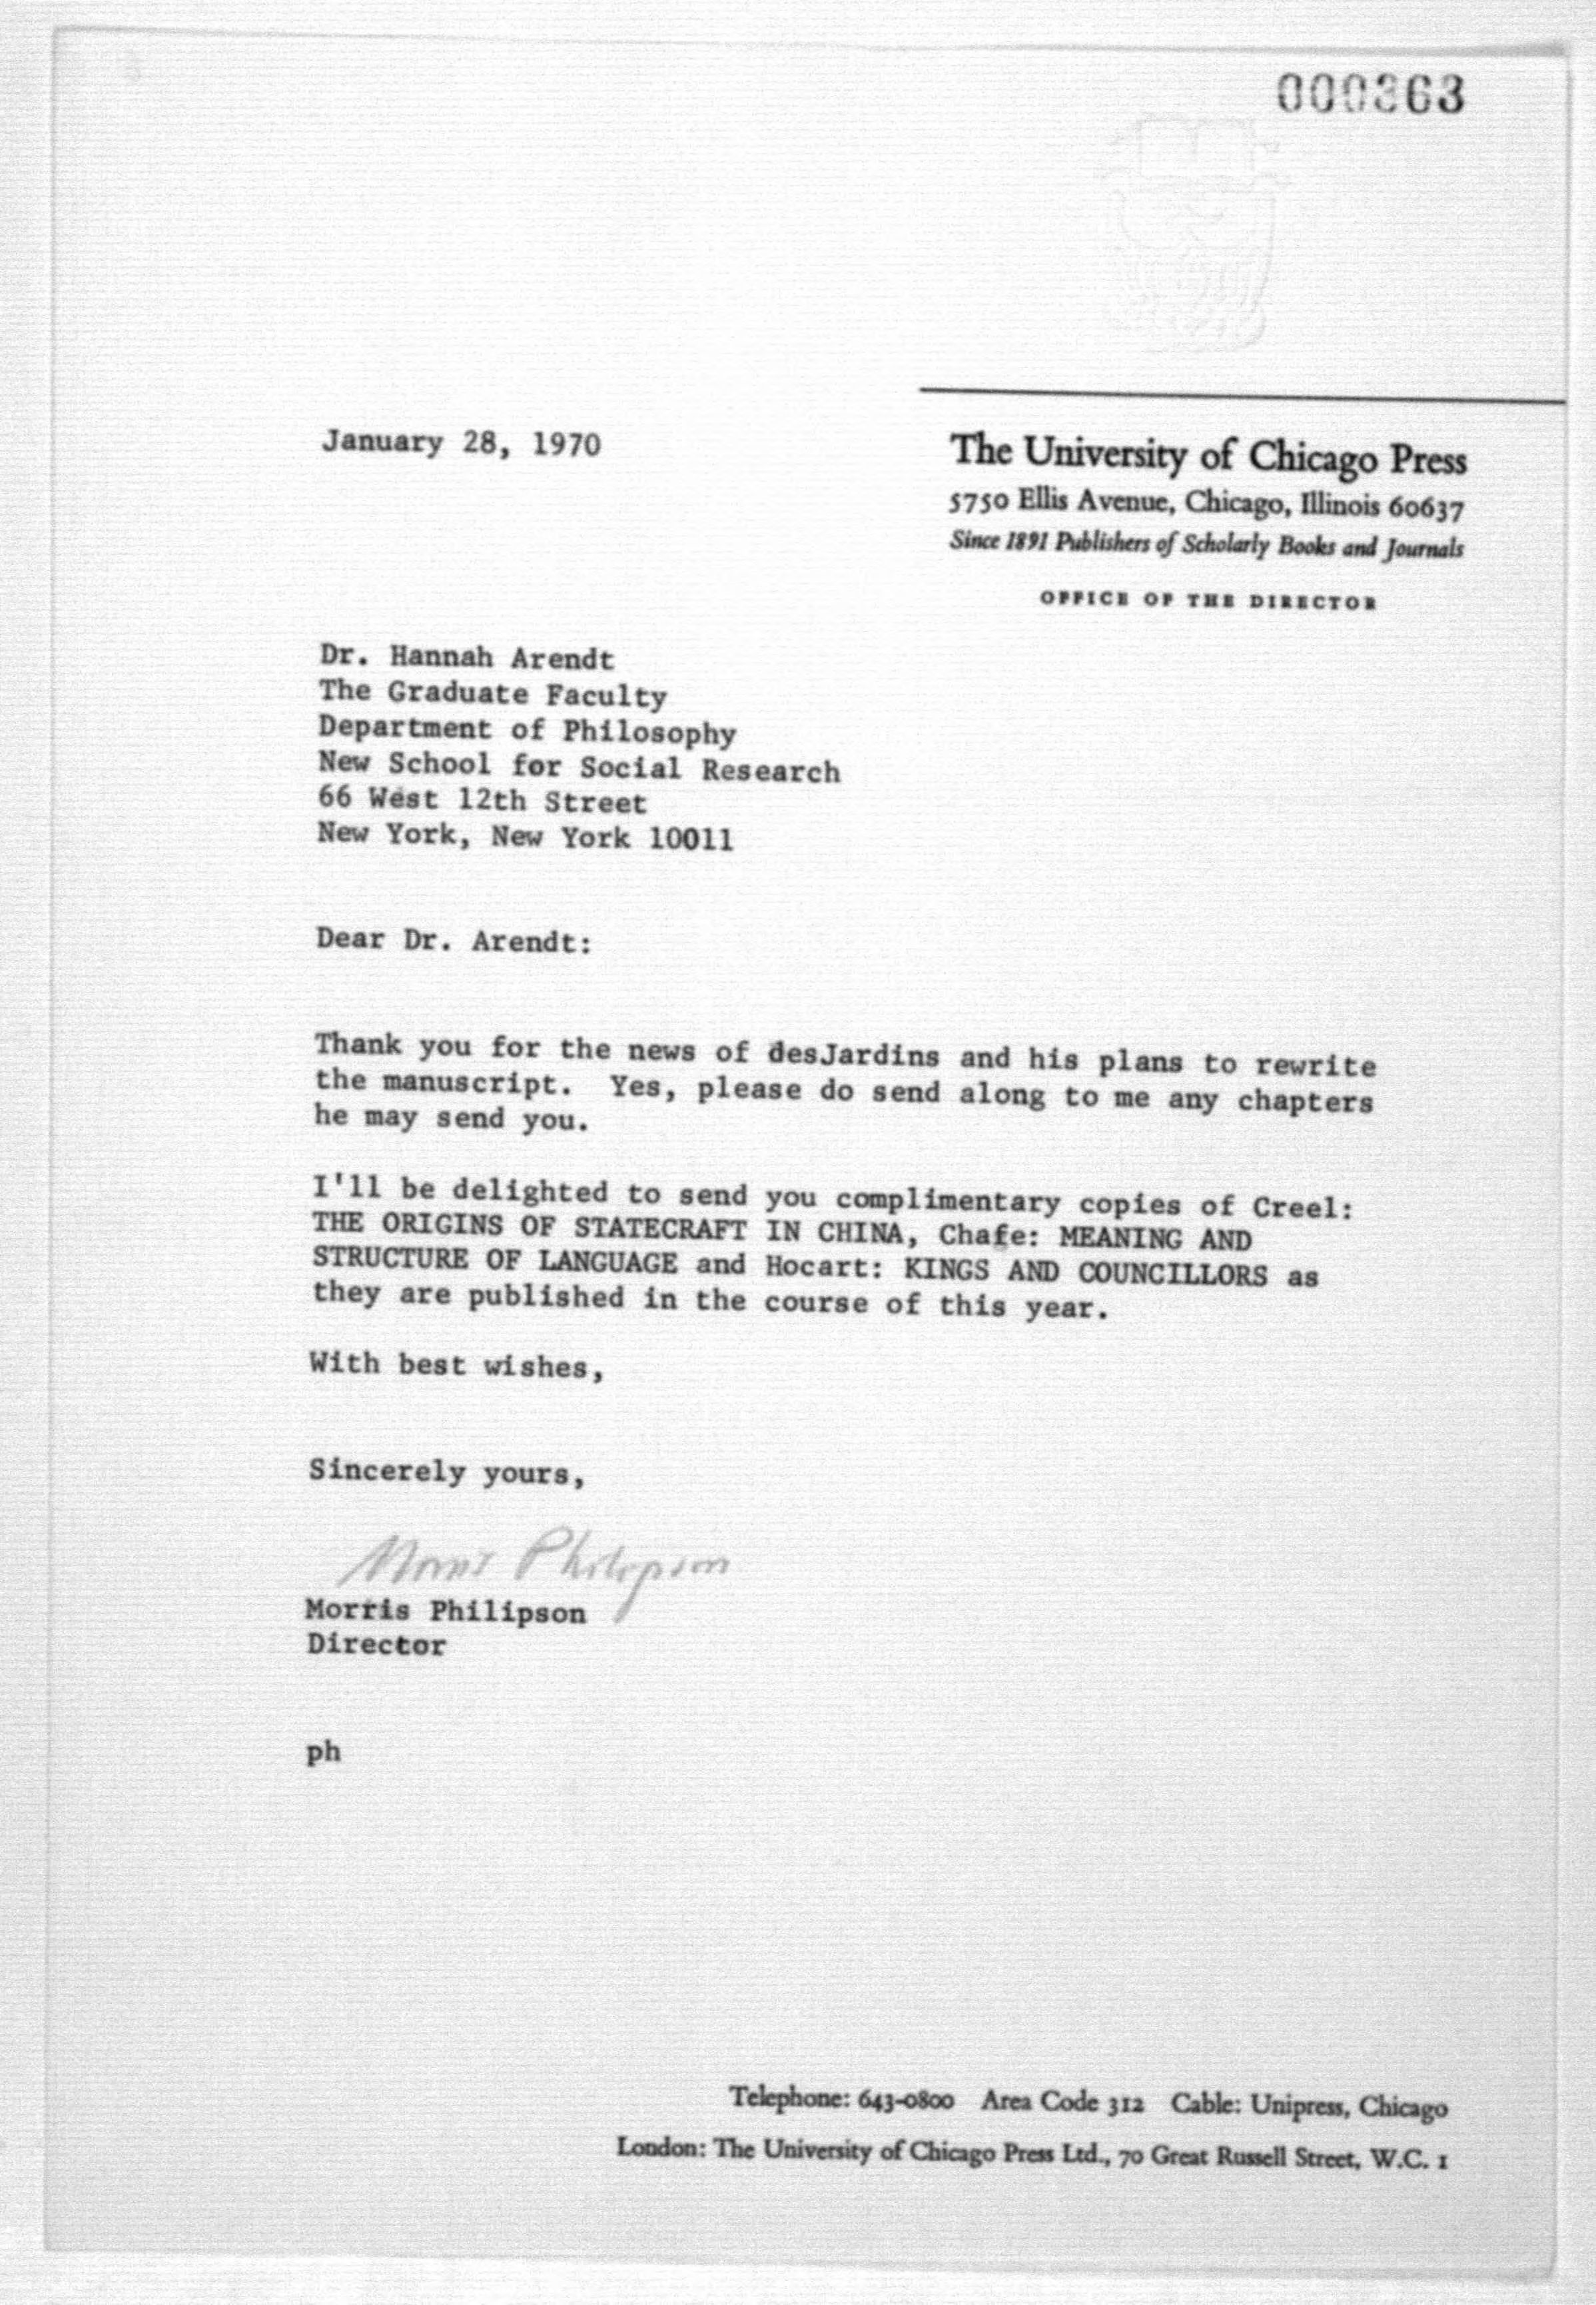 000363
January 28, 1970
The University of Chicago Press
5750 Ellis Avenue, Chicago, Illinois 60637
Since 1891 Publishers of Scholarly Books and Journals
OFFICE OF THE DIRECTOR
Dr. Hannah Arendt
The Graduate Faculty
Department of Philosophy
New School for Social Research
66 West 12th Street
New York, New York 10011
Dear Dr. Arendt:
Thank you for the news of desJardins and his plans to rewrite
the manuscript.  Yes, please do send along to me any chapters
he may send you.
I'll be delighted to send you complimentary copies of Creel:
THE ORIGINS OF STATECRAFT IN CHINA, Chafe: MEANING AND
STRUCTURE OF LANGUAGE and Hocart: KINGS AND COUNCILLORS as
they are published in the course of this year.
With best wishes,
Sincerely yours,
Morris Philipson
Morris Philipson
Director
ph
Telephone: 643-0800 Area Code 312 Cable: Unipress, Chicago
London: The University of Chicago Press Ltd., 70 Great Russell Street, W.C. 1